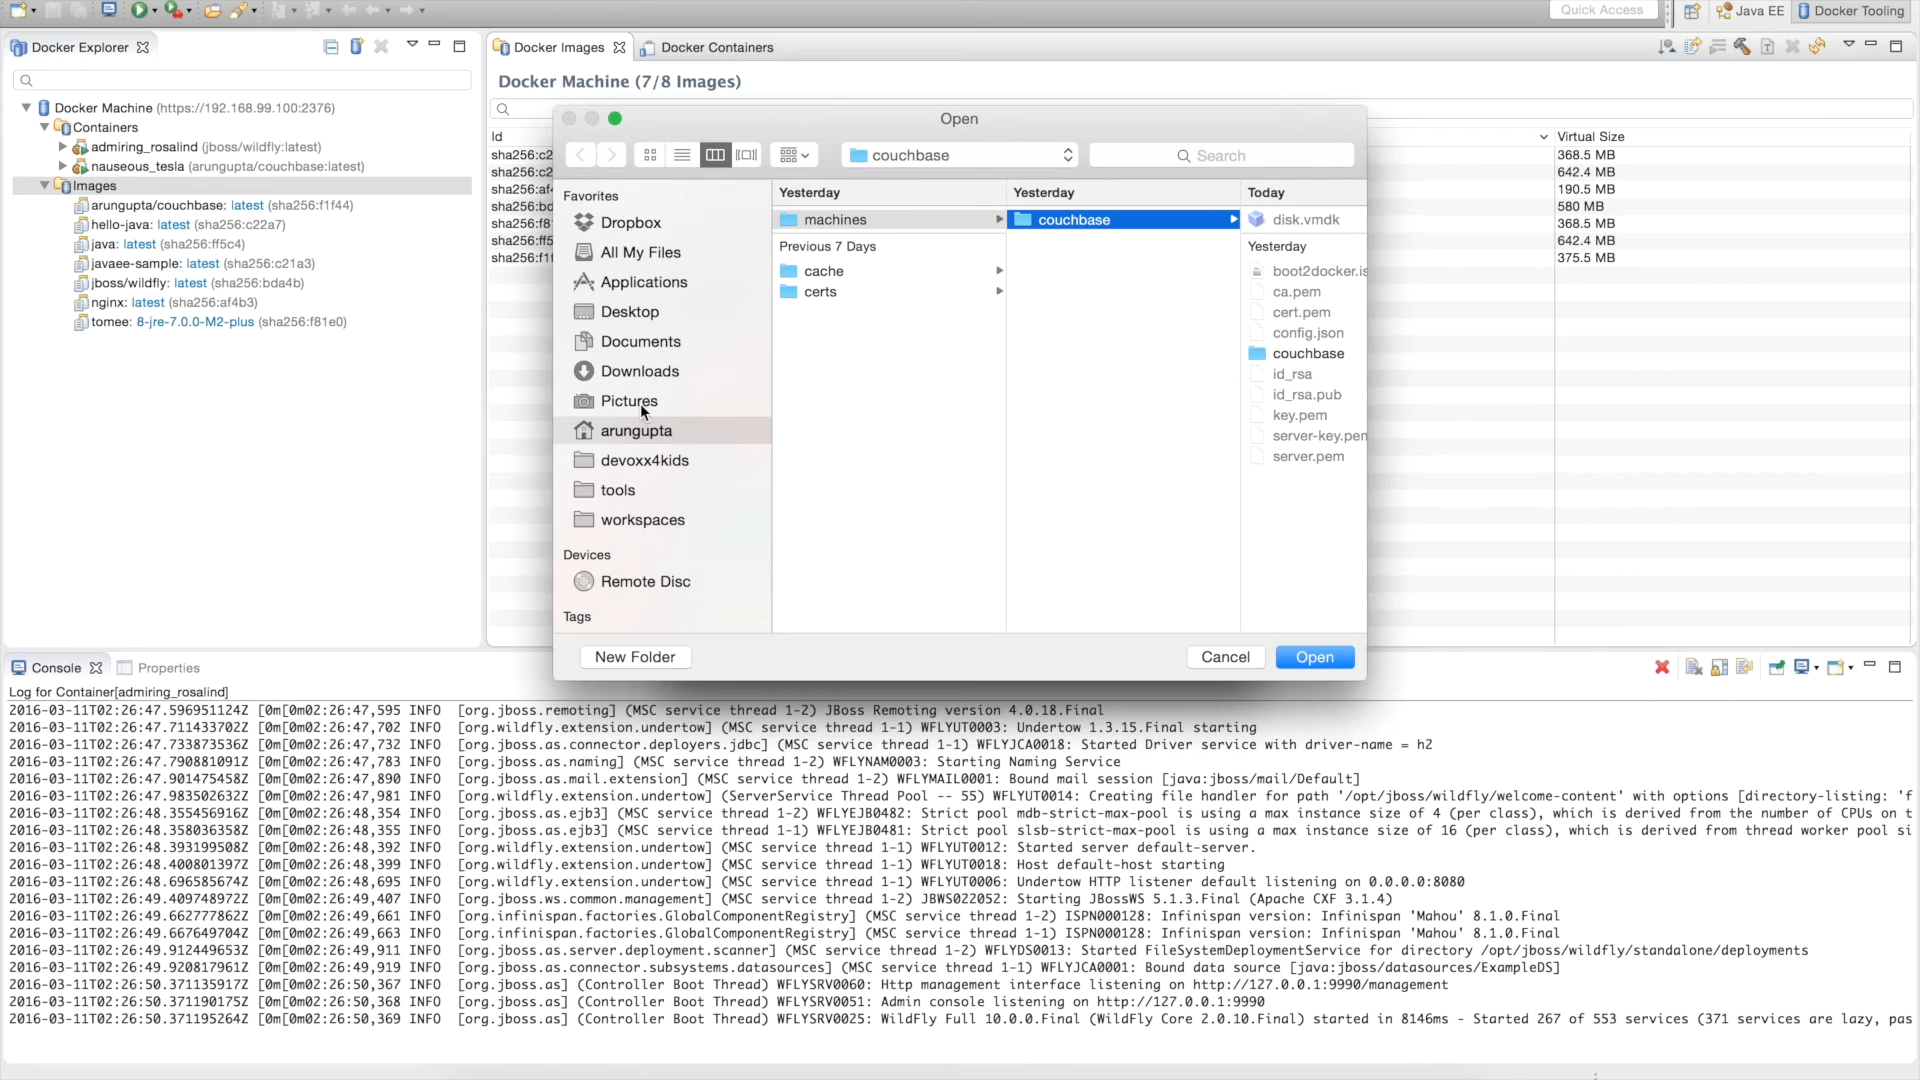 Quick Access
Java EE
Docker Tooling
Docker Explorer
Docker Images
Docker Containers
Docker Machine (7/8 Images)
Docker Machine (https://192.168.99.100:2376)
Containers
admiring_rosalind (jboss/wildfly:latest)
nauseous_tesla (arungupta/couchbase:latest)
Images
arungupta/couchbase: latest (sha256:f1f44)
hello-java: latest (sha256:c22a7)
java: latest (sha256:ff5c4)
javaee-sample: latest (sha256:c21a3)
jboss/wildfly: latest (sha256:bda4b)
nginx: latest (sha256:af4b3)
tomee: 8-jre-7.0.0-M2-plus (sha256:f81e0)
Id
Virtual Size
sha256:c2
368.5 MB
sha256:c2
642.4 MB
sha256:af4
190.5 MB
sha256:bd
580 MB
sha256:f8
368.5 MB
sha256:ff5
642.4 MB
sha256:f1
375.5 MB
Open
couchbase
Search
Favorites
Dropbox
All My Files
Applications
Desktop
Documents
Downloads
Pictures
arungupta
devoxx4kids
tools
workspaces
Devices
Remote Disc
Tags
Yesterday
machines
Previous 7 Days
cache
certs
Yesterday
couchbase
Today
disk.vmdk
Yesterday
boot2docker.is
ca.pem
cert.pem
config.json
couchbase
id_rsa
id_rsa.pub
key.pem
server-key.pem
server.pem
New Folder
Cancel
Open
Console
Properties
Log for Container[admiring_rosalind]
2016-03-11T02:26:47.596951124Z [0m[0m02:26:47,595 INFO  [org.jboss.remoting] (MSC service thread 1-2) JBoss Remoting version 4.0.18.Final
2016-03-11T02:26:47.711433702Z [0m[0m02:26:47,702 INFO  [org.wildfly.extension.undertow] (MSC service thread 1-1) WFLYUT0003: Undertow 1.3.15.Final starting
2016-03-11T02:26:47.733873536Z [0m[0m02:26:47,732 INFO  [org.jboss.as.connector.deployers.jdbc] (MSC service thread 1-2) WFLYJCA0018: Started Driver service with driver-name = h2
2016-03-11T02:26:47.790881091Z [0m[0m02:26:47,783 INFO  [org.jboss.as.naming] (MSC service thread 1-2) WFLYNAM0003: Starting Naming Service
2016-03-11T02:26:47.901475458Z [0m[0m02:26:47,890 INFO  [org.jboss.as.mail.extension] (MSC service thread 1-2) WFLYMAIL0001: Bound mail session [java:jboss/mail/Default]
2016-03-11T02:26:47.983502632Z [0m[0m02:26:47,981 INFO  [org.wildfly.extension.undertow] (ServerService Thread Pool -- 55) WFLYUT0014: Creating file handler for path '/opt/jboss/wildfly/welcome-content' with options [directory-listing: 'f
2016-03-11T02:26:48.355456916Z [0m[0m02:26:48,354 INFO  [org.jboss.as.ejb3] (MSC service thread 1-2) WFLYEJB0482: Strict pool mdb-strict-max-pool is using a max instance size of 4 (per class), which is derived from the number of CPUs on t
2016-03-11T02:26:48.358036358Z [0m[0m02:26:48,355 INFO  [org.jboss.as.ejb3] (MSC service thread 1-1) WFLYEJB0481: Strict pool slsb-strict-max-pool is using a max instance size of 16 (per class), which is derived from thread worker pool si
2016-03-11T02:26:48.393199508Z [0m[0m02:26:48,392 INFO  [org.wildfly.extension.undertow] (MSC service thread 1-1) WFLYUT0012: Started server default-server.
2016-03-11T02:26:48.400801397Z [0m[0m02:26:48,399 INFO  [org.wildfly.extension.undertow] (MSC service thread 1-1) WFLYUT0018: Host default-host starting
2016-03-11T02:26:48.696585674Z [0m[0m02:26:48,695 INFO  [org.wildfly.extension.undertow] (MSC service thread 1-1) WFLYUT0006: Undertow HTTP listener default listening on 0.0.0.0:8080
2016-03-11T02:26:49.409748972Z [0m[0m02:26:49,407 INFO  [org.jboss.ws.common.management] (MSC service thread 1-2) JBWS022052: Starting JBossWS 5.1.3.Final (Apache CXF 3.1.4)
2016-03-11T02:26:49.662777862Z [0m[0m02:26:49,661 INFO  [org.infinispan.factories.GlobalComponentRegistry] (MSC service thread 1-2) ISPN000128: Infinispan version: Infinispan 'Mahou' 8.1.0.Final
2016-03-11T02:26:49.667649704Z [0m[0m02:26:49,663 INFO  [org.infinispan.factories.GlobalComponentRegistry] (MSC service thread 1-1) ISPN000128: Infinispan version: Infinispan 'Mahou' 8.1.0.Final
2016-03-11T02:26:49.912449653Z [0m[0m02:26:49,911 INFO  [org.jboss.as.server.deployment.scanner] (MSC service thread 1-2) WFLYDS0013: Started FileSystemDeploymentService for directory /opt/jboss/wildfly/standalone/deployments
2016-03-11T02:26:49.920817961Z [0m[0m02:26:49,919 INFO  [org.jboss.as.connector.subsystems.datasources] (MSC service thread 1-1) WFLYJCA0001: Bound data source [java:jboss/datasources/ExampleDS]
2016-03-11T02:26:50.371135917Z [0m[0m02:26:50,367 INFO  [org.jboss.as] (Controller Boot Thread) WFLYSRV0060: Http management interface listening on http://127.0.0.1:9990/management
2016-03-11T02:26:50.371190175Z [0m[0m02:26:50,368 INFO  [org.jboss.as] (Controller Boot Thread) WFLYSRV0051: Admin console listening on http://127.0.0.1:9990
2016-03-11T02:26:50.371195264Z [0m[0m02:26:50,369 INFO  [org.jboss.as] (Controller Boot Thread) WFLYSRV0025: WildFly Full 10.0.0.Final (WildFly Core 2.0.10.Final) started in 8146ms - Started 267 of 553 services (371 services are lazy, pas